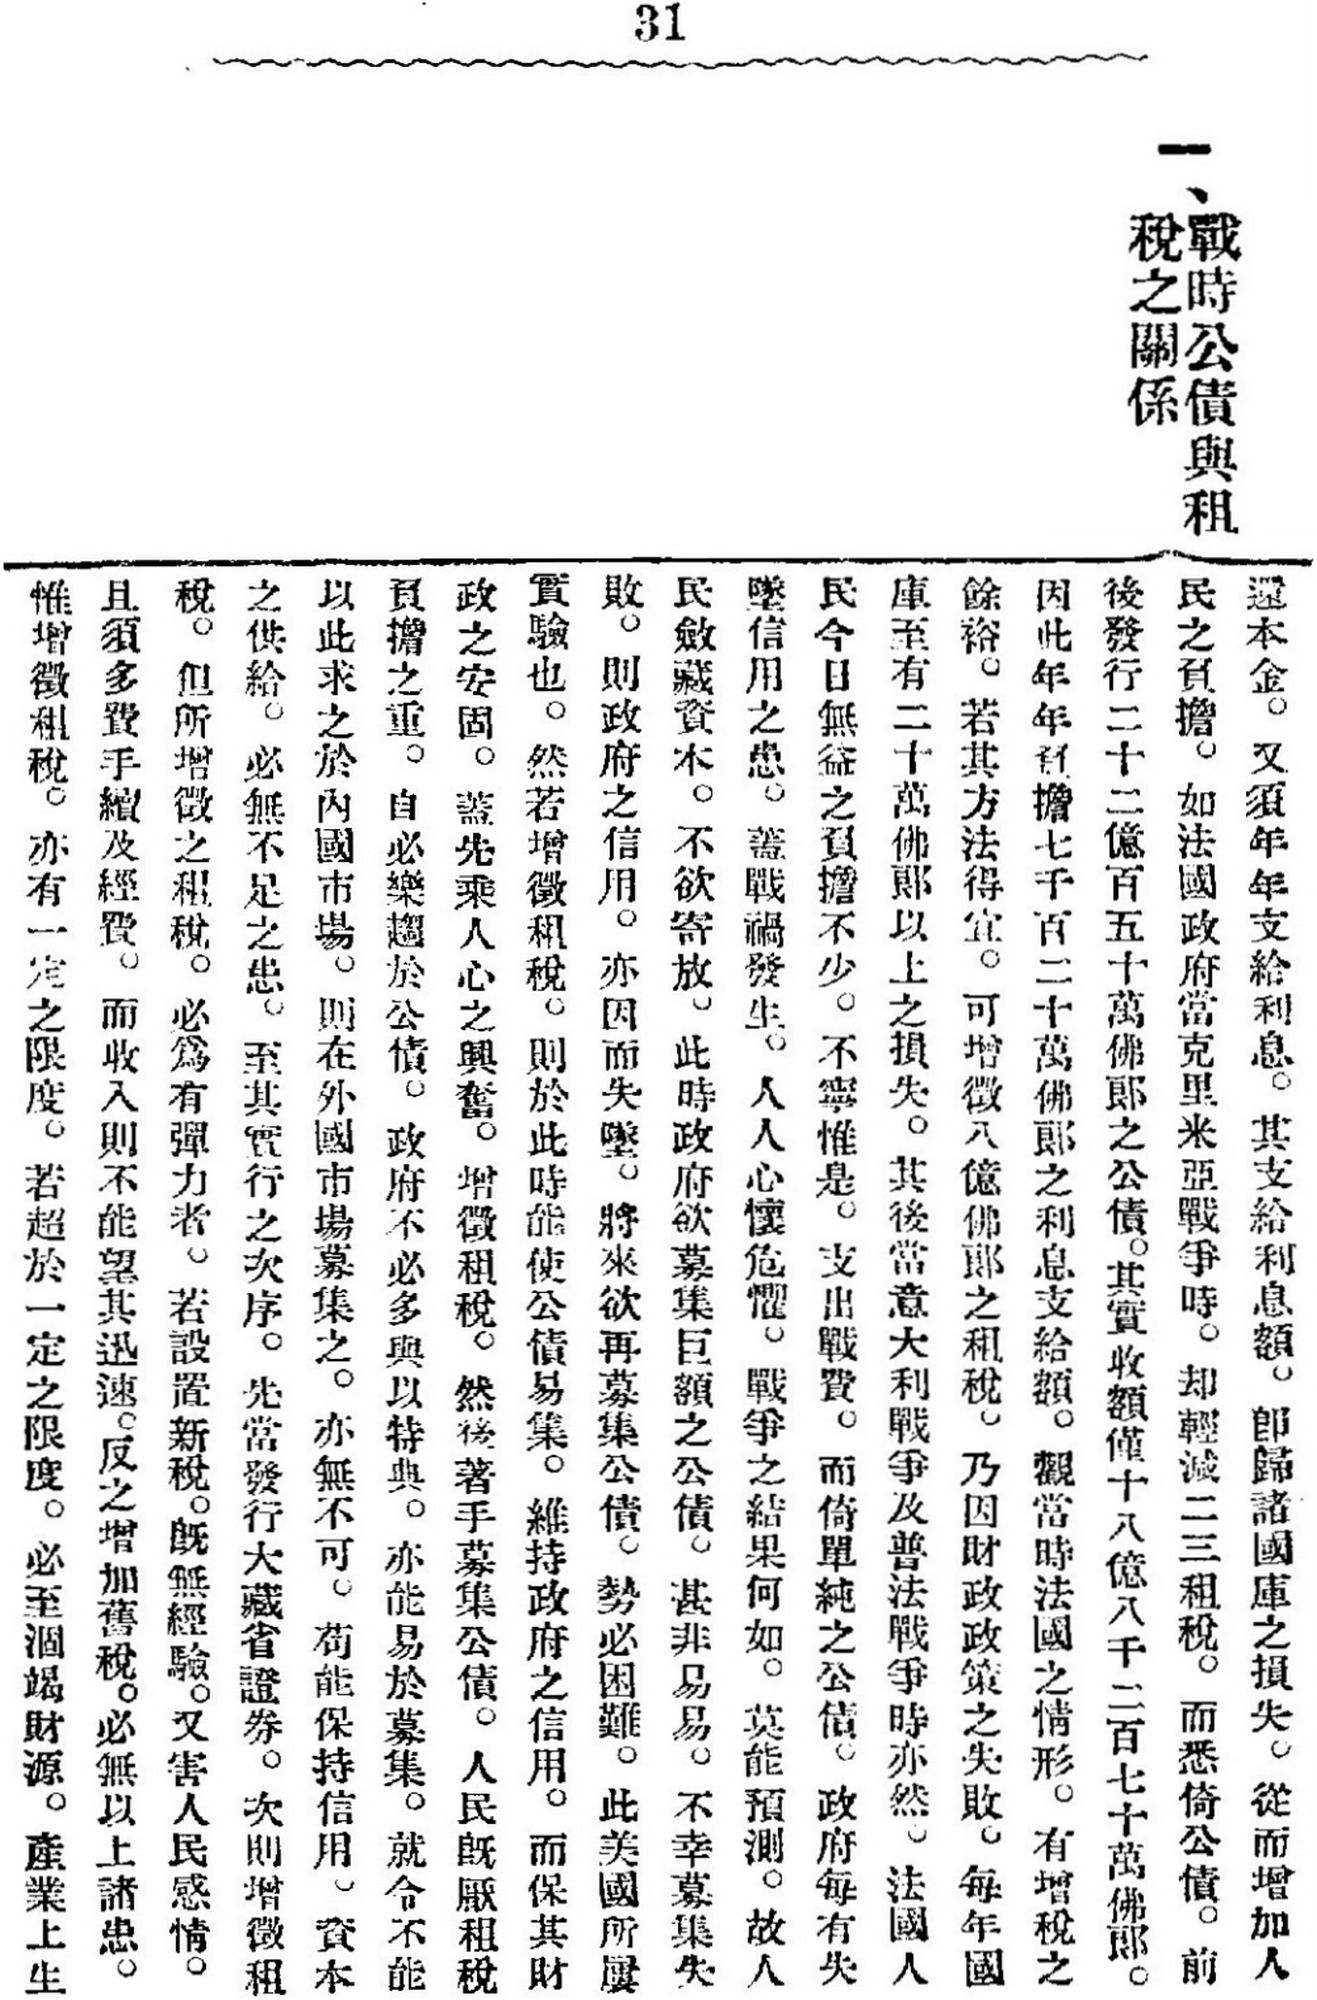 31
一、戰時公債與租
稅之關係
還本金。又須年年支給利息。其支給利息額。卽歸諸國庫之損失。從而增加人
民之負擔。如法國政府當克里米亞戰爭時。却輕減二三租稅。而悉倚公債。前
後發行二十二億百五十萬佛郞之公債。其實收額僅十八億八千二百七十萬佛郞。
因此年年負擔七千百二十萬佛郞之利息支給額。觀當時法國之情形。有增稅之
餘裕。若其方法得宜。可增徵八億佛郞之租稅。乃因財政政策之失敗。每年國
庫至有二十萬佛郞以上之損失。其後當意大利戰爭及普法戰爭時亦然。法國人
民今日無益之負擔不少。不寧惟是。支出戰費。而倚單純之公債。政府每有失
墜信用之患。蓋戰禍發生。人人心懷危懼。戰爭之結果何如。莫能預測。故人
民斂藏資本。不欲寄放。此時政府欲募集巨額之公債。甚非易易。不幸募集失
敗。則政府之信用。亦因而失墜。將來欲再募集公債。勢必困難。此美國所屢
實驗也。然若增徵租稅。則於此時能使公債易集。維持政府之信用。而保其財
政之安固。蓋先乘人心之興奮。增徵租稅。然後著手募集公債。人民旣厭租稅
負擔之重。自必樂趨於公債。政府不必多與以特典。亦能易於募集。就令不能
以此求之於內國市場。則在外國市場募集之。亦無不可。苟能保持信用。資本
之供給。必無不足之患。至其實行之次序。先當發行大藏省證券。次則增徵租
稅。但所增徵之租稅。必爲有彈力者。若設置新稅。旣無經驗。又害人民感情。
且須多費手續及經費。而收入則不能望其迅速。反之增加舊稅。必無以上諸患。
惟增徵租稅。亦有一定之限度。若超於一定之限度。必至涸竭財源。產業上生